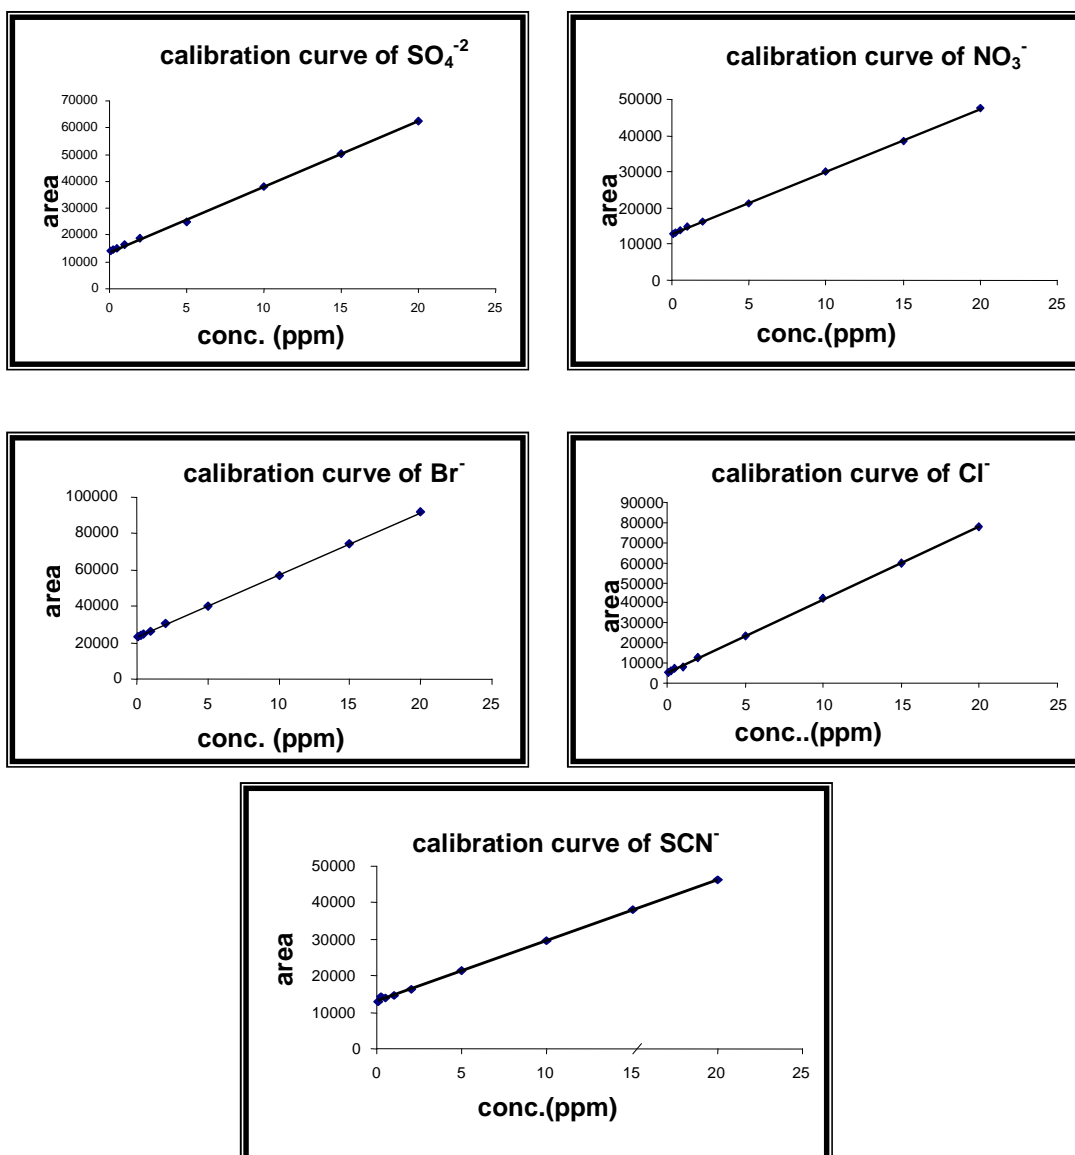 calibration curve of SO₄⁻²
70000
60000
50000
40000
30000
20000
10000
0
area
0 5 10 15 20 25
conc. (ppm)
calibration curve of NO₃⁻
50000
40000
30000
20000
10000
0
area
0 5 10 15 20 25
conc.(ppm)
calibration curve of Br⁻
100000
80000
60000
40000
20000
0
area
0 5 10 15 20 25
conc. (ppm)
calibration curve of Cl⁻
90000
80000
70000
60000
50000
40000
30000
20000
10000
0
area
0 5 10 15 20 25
conc..(ppm)
calibration curve of SCN⁻
50000
40000
30000
20000
10000
0
area
0 5 10 15 20 25
conc.(ppm)